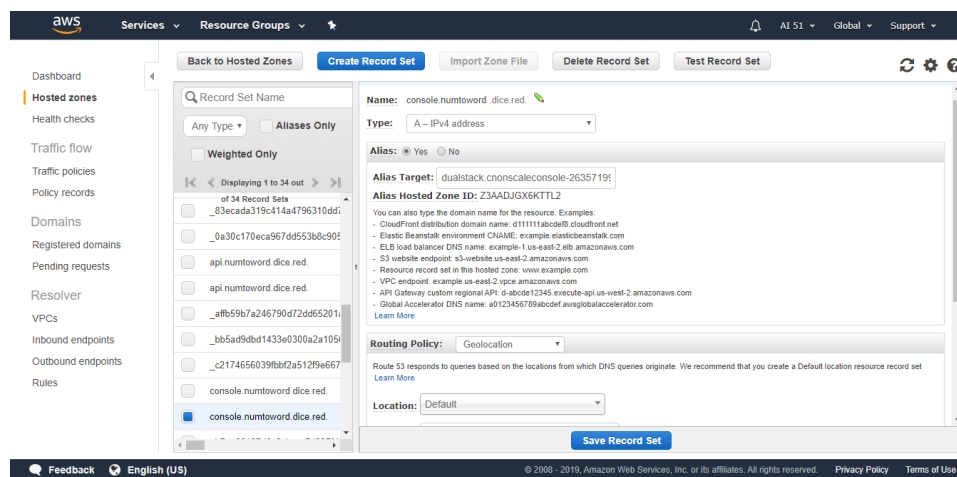 aws Services Resource Groups AI 51 Global Support
Back to Hosted Zones Create Record Set Import Zone File Delete Record Set Test Record Set
Dashboard
Hosted zones
Health checks
Traffic flow
Traffic policies
Policy records
Domains
Registered domains
Pending requests
Resolver
VPCs
Inbound endpoints
Outbound endpoints
Rules
Record Set Name
Any Type Aliases Only
Weighted Only
Displaying 1 to 34 out
of 34 Record Sets
_83ecada319c414a4796310dd7
_0a30c170eca967dd553b8c905
api.numtoword.dice.red.
api.numtoword.dice.red.
_affb59b7a246790d72dd65201
_bb5ad9dbd1433e0300a2a105
_c2174656039fbbf2a512f9e667
console.numtoword.dice.red.
console.numtoword.dice.red.
Name: console.numtoword .dice.red.
Type: A – IPv4 address
Alias: Yes No
Alias Target: dualstack.cnonscaleconsole-26357199
Alias Hosted Zone ID: Z3AADJGX6KTTL2
You can also type the domain name for the resource. Examples:
- CloudFront distribution domain name: d111111abcdef8.cloudfront.net
- Elastic Beanstalk environment CNAME: example.elasticbeanstalk.com
- ELB load balancer DNS name: example-1.us-east-2.elb.amazonaws.com
- S3 website endpoint: s3-website.us-east-2.amazonaws.com
- Resource record set in this hosted zone: www.example.com
- VPC endpoint: example.us-east-2.vpce.amazonaws.com
- API Gateway custom regional API: d-abcde12345.execute-api.us-west-2.amazonaws.com
- Global Accelerator DNS name: a0123456789abcdef.awsglobalaccelerator.com
Learn More
Routing Policy: Geolocation
Route 53 responds to queries based on the locations from which DNS queries originate. We recommend that you create a Default location resource record set
Learn More
Location: Default
Save Record Set
Feedback English (US) © 2008 - 2019, Amazon Web Services, Inc. or its affiliates. All rights reserved. Privacy Policy Terms of Use